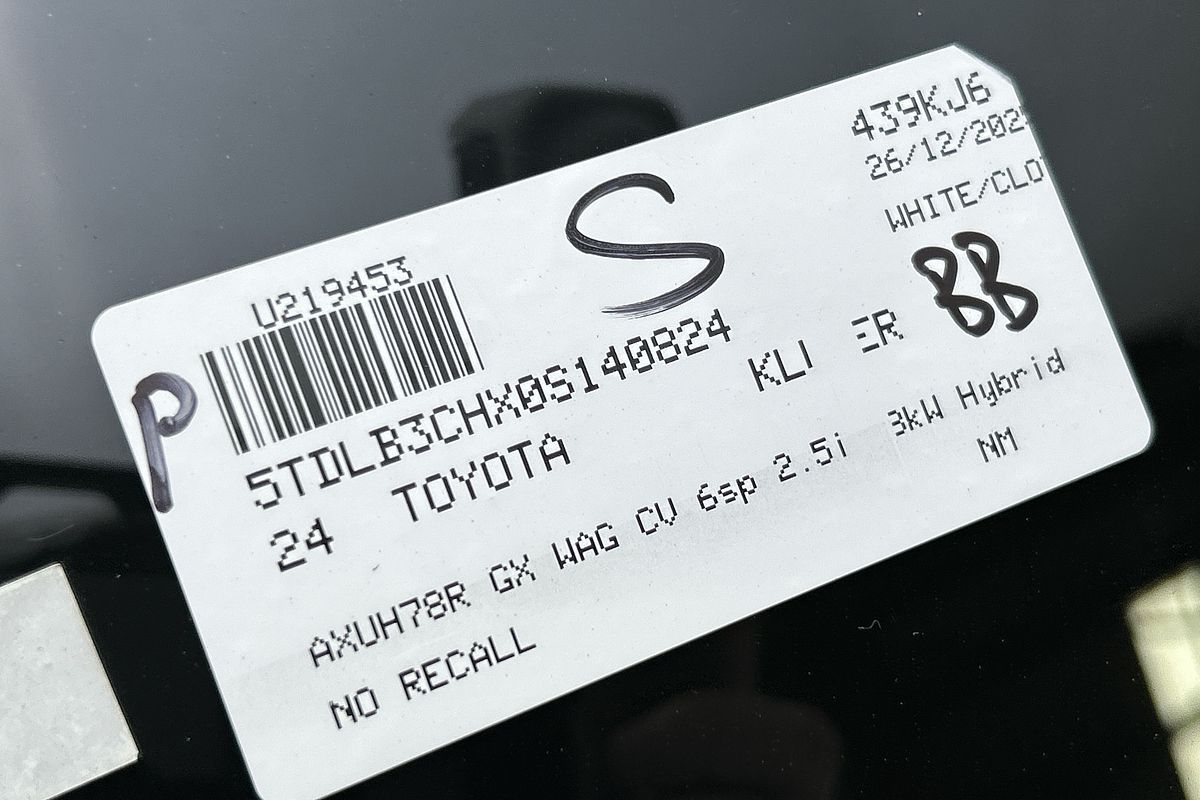 439KJ6
26/12/202
WHITE/CLO
S
BB
U219453
P
5TDLB3CHX0S140824
24 TOYOTA KL ER
AXUH78R GX WAG CV 6sp 2.5i 3kW Hybrid
NM
NO RECALL